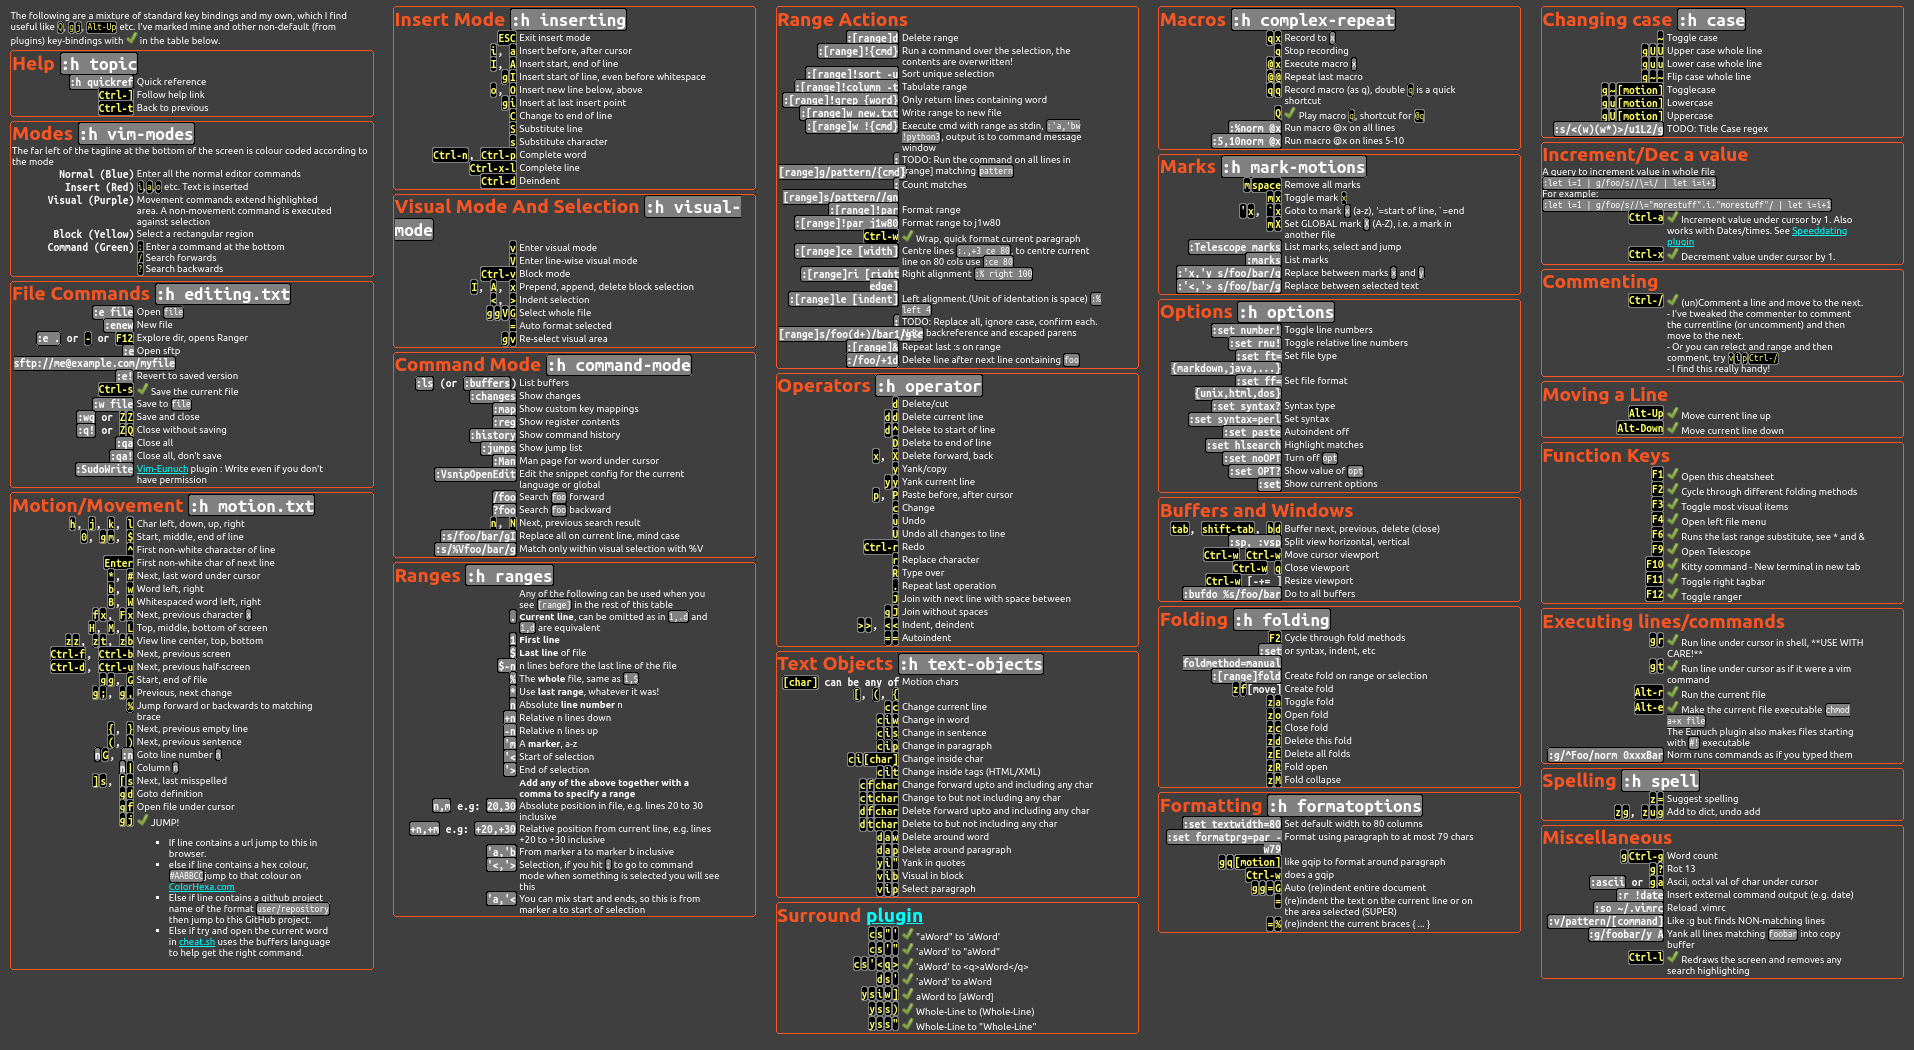 The following are a mixture of standard key bindings and my own, which I find
useful like Q, gj, Alt-Up etc. I've marked mine and other non-default (from
plugins) key-bindings with ✔ in the table below.
Help :h topic
:h quickref Quick reference
Ctrl-] Follow help link
Ctrl-t Back to previous
Modes :h vim-modes
The far left of the tagline at the bottom of the screen is colour coded according to
the mode
Normal (Blue) Enter all the normal editor commands
Insert (Red) i a o etc. Text is inserted
Visual (Purple) Movement commands extend highlighted
area. A non-movement command is executed
against selection
Block (Yellow) Select a rectangular region
Command (Green) : Enter a command at the bottom
/ Search forwards
? Search backwards
File Commands :h editing.txt
:e file Open file
:enew New file
:e . or - or F12 Explore dir, opens Ranger
:e Open sftp
sftp://me@example.com/myfile
:e! Revert to saved version
Ctrl-s ✔ Save the current file
:w file Save to file
:wq or ZZ Save and close
:q! or ZQ Close without saving
:qa Close all
:qa! Close all, don't save
:SudoWrite Vim-Eunuch plugin : Write even if you don't
have permission
Motion/Movement :h motion.txt
h, j, k, l Char left, down, up, right
0, gm, $ Start, middle, end of line
^ First non-white character of line
Enter First non-white char of next line
*, # Next, last word under cursor
b, w Word left, right
B, W Whitespaced word left, right
fx, Fx Next, previous character x
H, M, L Top, middle, bottom of screen
zz, zt, zb View line center, top, bottom
Ctrl-f, Ctrl-b Next, previous screen
Ctrl-d, Ctrl-u Next, previous half-screen
gg, G Start, end of file
g;, g, Previous, next change
% Jump forward or backwards to matching
brace
{, } Next, previous empty line
(, ) Next, previous sentence
nG, :n Goto line number n
n| Column n
]s, [s Next, last misspelled
gd Goto definition
gf Open file under cursor
gj ✔ JUMP!
▪ If line contains a url jump to this in
browser.
▪ else if line contains a hex colour,
#AABBCC jump to that colour on
ColorHexa.com
▪ Else if line contains a github project
name of the format user/repository
then jump to this GitHub project.
▪ Else if try and open the current word
in cheat.sh uses the buffers language
to help get the right command.
Insert Mode :h inserting
ESC Exit insert mode
i, a Insert before, after cursor
I, A Insert start, end of line
gI Insert start of line, even before whitespace
o, O Insert new line below, above
gi Insert at last insert point
C Change to end of line
S Substitute line
s Substitute character
Ctrl-n, Ctrl-p Complete word
Ctrl-x-l Complete line
Ctrl-d Deindent
Visual Mode And Selection :h visual-
mode
v Enter visual mode
V Enter line-wise visual mode
Ctrl-v Block mode
I, A, x Prepend, append, delete block selection
<, > Indent selection
ggVG Select whole file
= Auto format selected
gv Re-select visual area
Command Mode :h command-mode
:ls (or :buffers) List buffers
:changes Show changes
:map Show custom key mappings
:reg Show register contents
:history Show command history
:jumps Show jump list
:Man Man page for word under cursor
:VsnipOpenEdit Edit the snippet config for the current
language or global
/foo Search foo forward
?foo Search foo backward
n, N Next, previous search result
:s/foo/bar/gI Replace all on current line, mind case
:s/%Vfoo/bar/g Match only within visual selection with %V
Ranges :h ranges
Any of the following can be used when you
see [range] in the rest of this table
. Current line, can be omitted as in 1,.d and
1,d are equivalent
1 First line
$ Last line of file
$-n n lines before the last line of the file
% The whole file, same as 1,$
* Use last range, whatever it was!
n Absolute line number n
+n Relative n lines down
-n Relative n lines up
'm A marker, a-z
'< Start of selection
'> End of selection
Add any of the above together with a
comma to specify a range
n,m e.g: 20,30 Absolute position in file, e.g. lines 20 to 30
inclusive
+n,+m e.g: +20,+30 Relative position from current line, e.g. lines
+20 to +30 inclusive
'a,'b From marker a to marker b inclusive
'<,'> Selection, if you hit : to go to command
mode when something is selected you will see
this
'a,'< You can mix start and ends, so this is from
marker a to start of selection
Range Actions
:[range]d Delete range
:[range]!{cmd} Run a command over the selection, the
contents are overwritten!
:[range]!sort -u Sort unique selection
:[range]!column -t Tabulate range
:[range]!grep {word} Only return lines containing word
:[range]w new.txt Write range to new file
:[range]w !{cmd} Execute cmd with range as stdin, :'a,'bw
!python3, output is to command message
window
: TODO: Run the command on all lines in
[range]g/pattern/{cmd} [range] matching pattern
: Count matches
[range]s/pattern//gn
:[range]!par Format range
:[range]!par j1w80 Format range to j1w80
Ctrl-w ✔ Wrap, quick format current paragraph
:[range]ce [width] Centre lines :.,+3 ce 80, to centre current
line on 80 cols use :ce 80
:[range]ri [right Right alignment :% right 100
edge]
:[range]le [indent] Left alignment.(Unit of identation is space) :%
left 4
: TODO: Replace all, ignore case, confirm each.
[range]s/foo(d+)/bar1/gic backreference and escaped parens
:[range]& Repeat last :s on range
:/foo/+1d Delete line after next line containing foo
Operators :h operator
d Delete/cut
dd Delete current line
d^ Delete to start of line
D Delete to end of line
x, X Delete forward, back
y Yank/copy
yy Yank current line
p, P Paste before, after cursor
c Change
u Undo
U Undo all changes to line
Ctrl-r Redo
r Replace character
R Type over
. Repeat last operation
J Join with next line with space between
gJ Join without spaces
>>, << Indent, deindent
== Autoindent
Text Objects :h text-objects
[char] can be any of Motion chars
[, (, {
cc Change current line
ciw Change in word
cis Change in sentence
cip Change in paragraph
ci[char] Change inside char
cit Change inside tags (HTML/XML)
cfchar Change forward upto and including any char
ctchar Change to but not including any char
dfchar Delete forward upto and including any char
dtchar Delete to but not including any char
daw Delete around word
dap Delete around paragraph
yi" Yank in quotes
vib Visual in block
vip Select paragraph
Surround plugin
cs"' ✔ "aWord" to 'aWord'
cs'" ✔ 'aWord' to "aWord"
cs'<q> ✔ 'aWord' to <q>aWord</q>
ds' ✔ 'aWord' to aWord
ysiw] ✔ aWord to [aWord]
yss) ✔ Whole-Line to (Whole-Line)
yss" ✔ Whole-Line to "Whole-Line"
Macros :h complex-repeat
qx Record to x
q Stop recording
@x Execute macro x
@@ Repeat last macro
qq Record macro (as q), double q is a quick
shortcut
Q ✔ Play macro q, shortcut for @q
:%norm @x Run macro @x on all lines
:5,10norm @x Run macro @x on lines 5-10
Marks :h mark-motions
mspace Remove all marks
mx Toggle mark x
'x, `x Goto to mark x (a-z), '=start of line, `=end
mX Set GLOBAL mark X (A-Z), i.e. a mark in
another file
:Telescope marks List marks, select and jump
:marks List marks
:'x,'y s/foo/bar/g Replace between marks x and y
:'<,'> s/foo/bar/g Replace between selected text
Options :h options
:set number! Toggle line numbers
:set rnu! Toggle relative line numbers
:set ft= Set file type
{markdown,java,...}
:set ff= Set file format
{unix,html,dos}
:set syntax? Syntax type
:set syntax=perl Set syntax
:set paste Autoindent off
:set hlsearch Highlight matches
:set noOPT Turn off opt
:set OPT? Show value of opt
:set Show current options
Buffers and Windows
tab, shift-tab, bd Buffer next, previous, delete (close)
:sp, :vsp Split view horizontal, vertical
Ctrl-w Ctrl-w Move cursor viewport
Ctrl-w q Close viewport
Ctrl-w [-+= ] Resize viewport
:bufdo %s/foo/bar Do to all buffers
Folding :h folding
F2 Cycle through fold methods
:set or syntax, indent, etc
foldmethod=manual
:[range]fold Create fold on range or selection
zf[move] Create fold
za Toggle fold
zo Open fold
zc Close fold
zd Delete this fold
zE Delete all folds
zR Fold open
zM Fold collapse
Formatting :h formatoptions
:set textwidth=80 Set default width to 80 columns
:set formatprg=par - Format using paragraph to at most 79 chars
w79
gq[motion] like gqip to format around paragraph
Ctrl-w does a gqip
gg=G Auto (re)indent entire document
= (re)indent the text on the current line or on
the area selected (SUPER)
=% (re)indent the current braces { ... }
Changing case :h case
~ Toggle case
gUU Upper case whole line
guu Lower case whole line
g~~ Flip case whole line
g~[motion] Togglecase
gu[motion] Lowercase
gU[motion] Uppercase
:s/<(w)(w*)>/u1L2/g TODO: Title Case regex
Increment/Dec a value
A query to increment value in whole file
:let i=1 | g/foo/s//\=i/ | let i=i+1
For example:
:let i=1 | g/foo/s//\="morestuff".i."morestuff"/ | let i=i+1
Ctrl-a ✔ Increment value under cursor by 1. Also
works with Dates/times. See Speeddating
plugin
Ctrl-x ✔ Decrement value under cursor by 1.
Commenting
Ctrl-/ ✔ (un)Comment a line and move to the next.
- I've tweaked the commenter to comment
the currentline (or uncomment) and then
move to the next.
- Or you can relect and range and then
comment, try vipCtrl-/
- I find this really handy!
Moving a Line
Alt-Up ✔ Move current line up
Alt-Down ✔ Move current line down
Function Keys
F1 ✔ Open this cheatsheet
F2 ✔ Cycle through different folding methods
F3 ✔ Toggle most visual items
F4 ✔ Open left file menu
F6 ✔ Runs the last range substitute, see * and &
F9 ✔ Open Telescope
F10 ✔ Kitty command - New terminal in new tab
F11 ✔ Toggle right tagbar
F12 ✔ Toggle ranger
Executing lines/commands
gr ✔ Run line under cursor in shell, **USE WITH
CARE!**
gt ✔ Run line under cursor as if it were a vim
command
Alt-r ✔ Run the current file
Alt-e ✔ Make the current file executable chmod
a+x file
The Eunuch plugin also makes files starting
with #! executable
:g/^Foo/norm 0xxxBar Norm runs commands as if you typed them
Spelling :h spell
z= Suggest spelling
zg, zug Add to dict, undo add
Miscellaneous
gCtrl-g Word count
g? Rot 13
:ascii or ga Ascii, octal val of char under cursor
:r !date Insert external command output (e.g. date)
:so ~/.vimrc Reload .vimrc
:v/pattern/[command] Like :g but finds NON-matching lines
:g/foobar/y A Yank all lines matching foobar into copy
buffer
Ctrl-l ✔ Redraws the screen and removes any
search highlighting